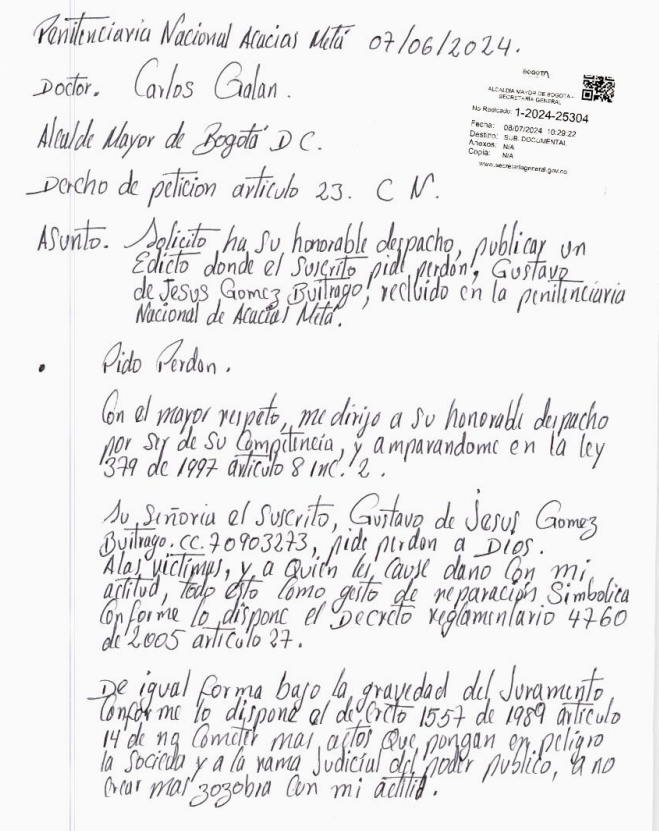 Penitenciaria Nacional Acacias Metá 07/06/2024.
BOGOTÁ
Doctor. Carlos Galan.
ALCALDIA MAYOR DE BOGOTA -
SECRETARIA GENERAL
No Radicado: 1-2024-25304
Fecha: 08/07/2024 10:29:22
Destino: SUB. DOCUMENTAL
Anexos: N/A
Copia: N/A
www.secretariageneral.gov.co
Alcalde Mayor de Bogotá D C.
Dercho de peticion articulo 23. C N.
Asunto. Solicito ha su honorable despacho, publicar un
Edicto donde el suscrito pide perdon, Gustavo
de Jesus Gomez Buitrago, recluido en la penitinciaria
Nacional de Acacias Metá.
• Pido Perdon.
Con el mayor respeto, me dirijo a su honorable despacho
por ser de su Competencia, y amparandome en la ley
379 de 1997 articulo 8 inc. 2.
Su, Señoria el suscrito, Gustavo de Jesus Gomez
Buitrago. CC. 70903273, pide perdon a DIOS.
Alas victimas, y a quien les, cause dano con mi
actitud, todo esto como gesto de reparación Simbolica
Conforme lo dispone el Decreto reglamentario 4760
de 2005 articulo 27.
De igual forma bajo la, gravedad del Juramento
Conforme lo dispone el decreto 1557 de 1989 articulo
14 de no Cometer mas actos que pongan en peligro
la Socieda y a la rama Judicial del poder publico, a no
crear mas zozobra con mi actitid.